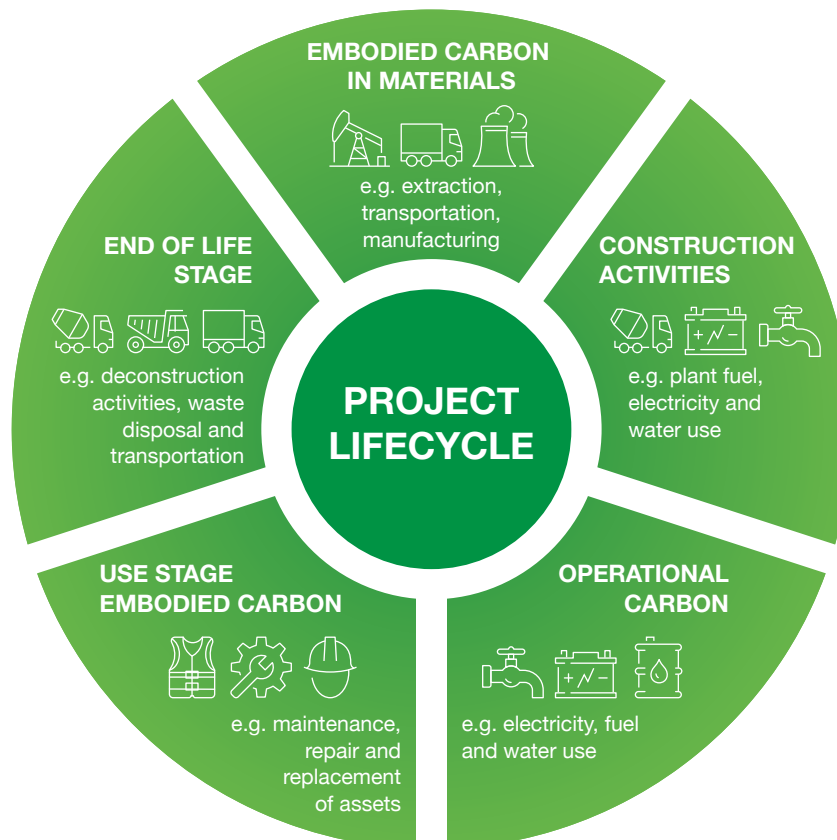 EMBODIED CARBON
IN MATERIALS
e.g. extraction,
transportation,
manufacturing
CONSTRUCTION
ACTIVITIES
e.g. plant fuel,
electricity and
water use
OPERATIONAL
CARBON
e.g. electricity, fuel
and water use
USE STAGE
EMBODIED CARBON
e.g. maintenance,
repair and
replacement
of assets
END OF LIFE
STAGE
e.g. deconstruction
activities, waste
disposal and
transportation
PROJECT
LIFECYCLE